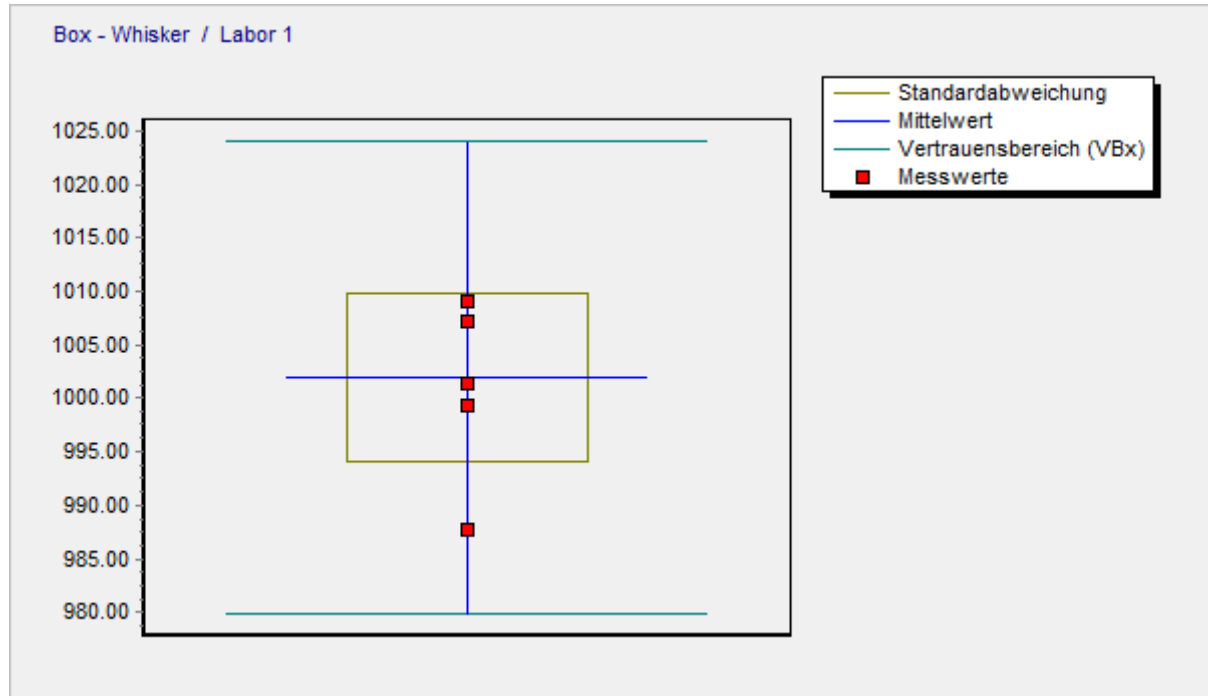 Box - Whisker / Labor 1
Standardabweichung
Mittelwert
Vertrauensbereich (VBx)
Messwerte
1025.00
1020.00
1015.00
1010.00
1005.00
1000.00
995.00
990.00
985.00
980.00